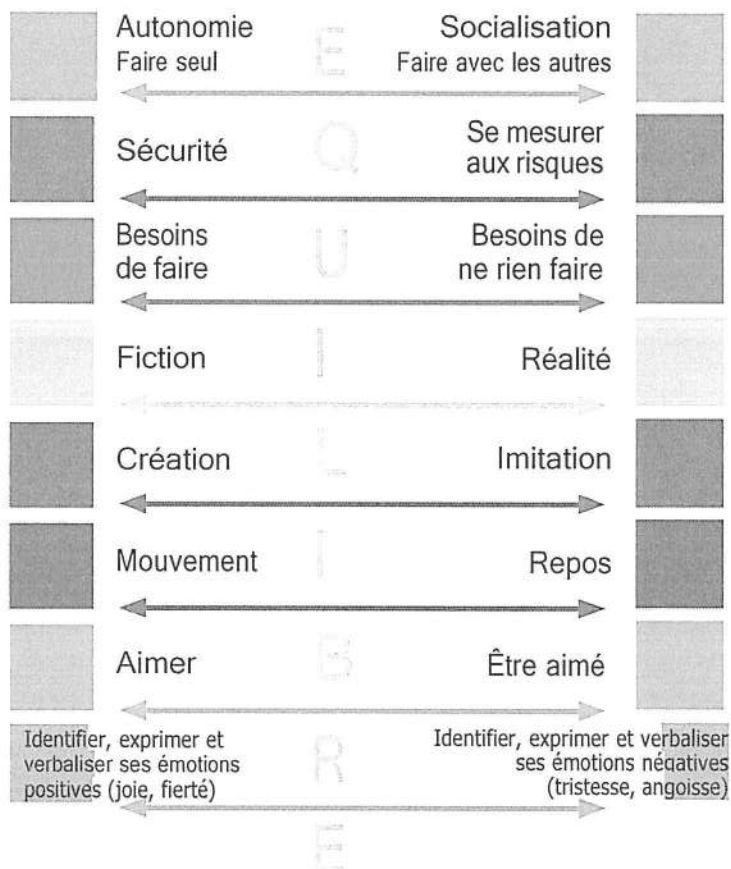 Autonomie
Faire seul
Socialisation
Faire avec les autres
E
Sécurité
Se mesurer
aux risques
Q
Besoins
de faire
Besoins de
ne rien faire
U
Fiction
Réalité
I
Création
Imitation
L
Mouvement
Repos
I
Aimer
Être aimé
B
Identifier, exprimer et
verbaliser ses émotions
positives (joie, fierté)
Identifier, exprimer et verbaliser
ses émotions négatives
(tristesse, angoisse)
R
E